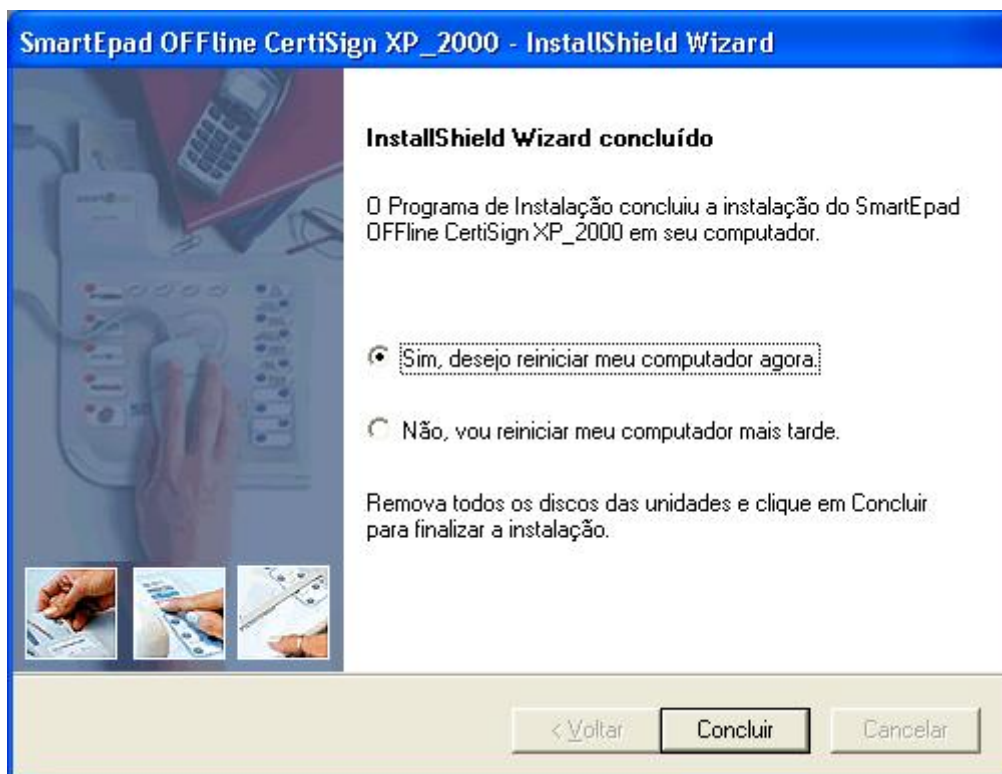 SmartEpad OFFline CertiSign XP_2000 - InstallShield Wizard
InstallShield Wizard concluído
O Programa de Instalação concluiu a instalação do SmartEpad
OFFline CertiSign XP_2000 em seu computador.
Sim, desejo reiniciar meu computador agora.
Não, vou reiniciar meu computador mais tarde.
Remova todos os discos das unidades e clique em Concluir
para finalizar a instalação.
< Voltar
Concluir
Cancelar